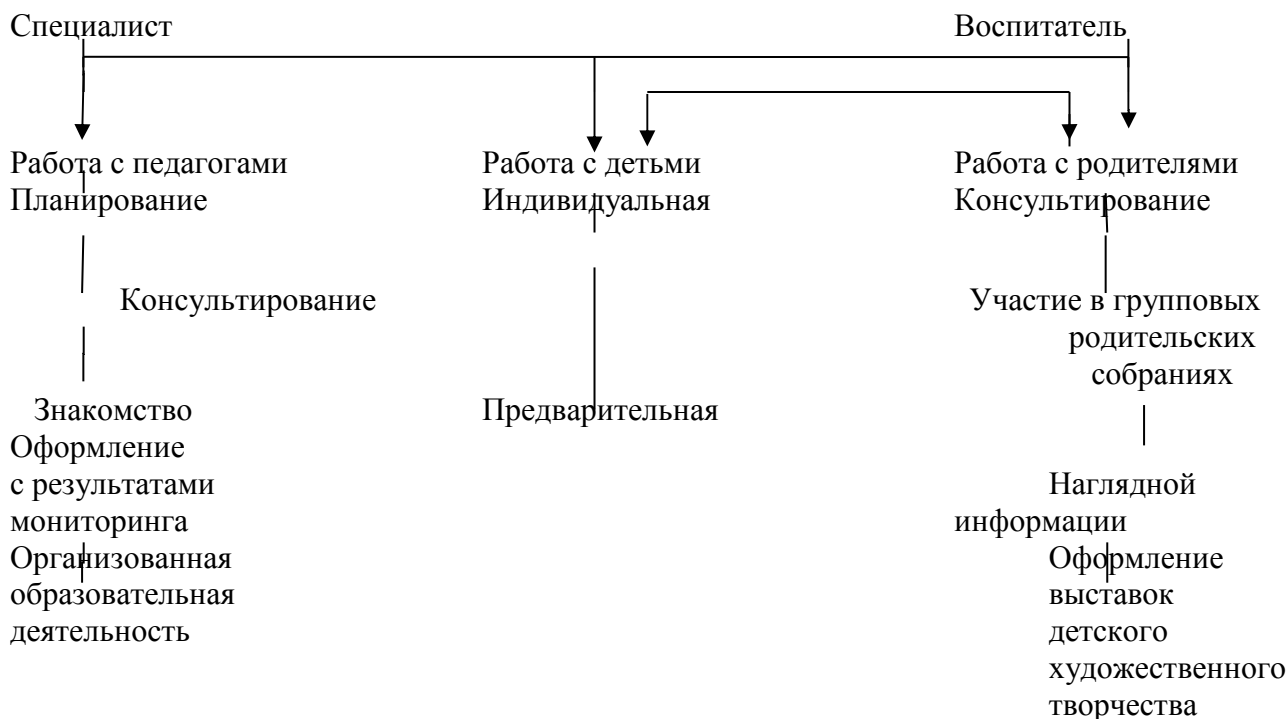 Специалист Воспитатель
Работа с педагогами Работа с детьми Работа с родителями
Планирование Индивидуальная Консультирование
Консультирование Участие в групповых
родительских
собраниях
Знакомство Предварительная
Оформление
с результатами Наглядной
мониторинга информации
Организованная Оформление
образовательная выставок
деятельность детского
художественного
творчества